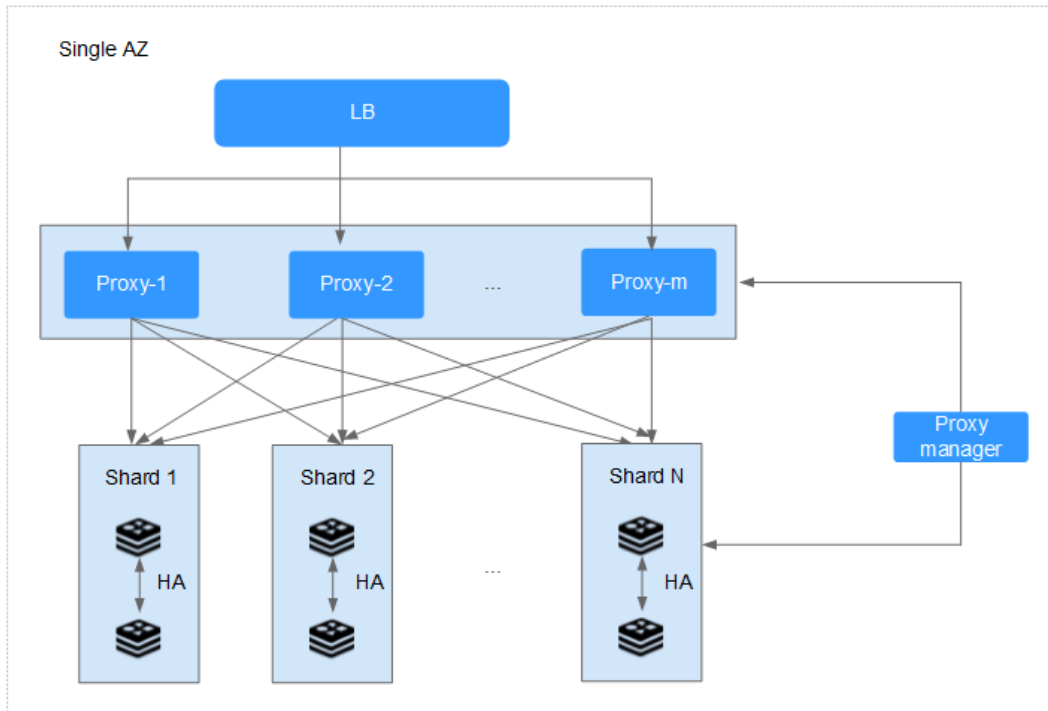 Single AZ
LB
Proxy-1
Proxy-2
...
Proxy-m
Proxy
manager
Shard 1
Shard 2
Shard N
HA
HA
...
HA